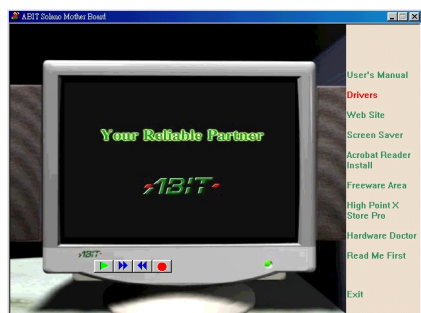 ABIT Solano Mother Board
Your Reliable Partner
ABIT
ABIT
User's Manual
Drivers
Web Site
Screen Saver
Acrobat Reader
Install
Freeware Area
High Point X
Store Pro
Hardware Doctor
Read Me First
Exit